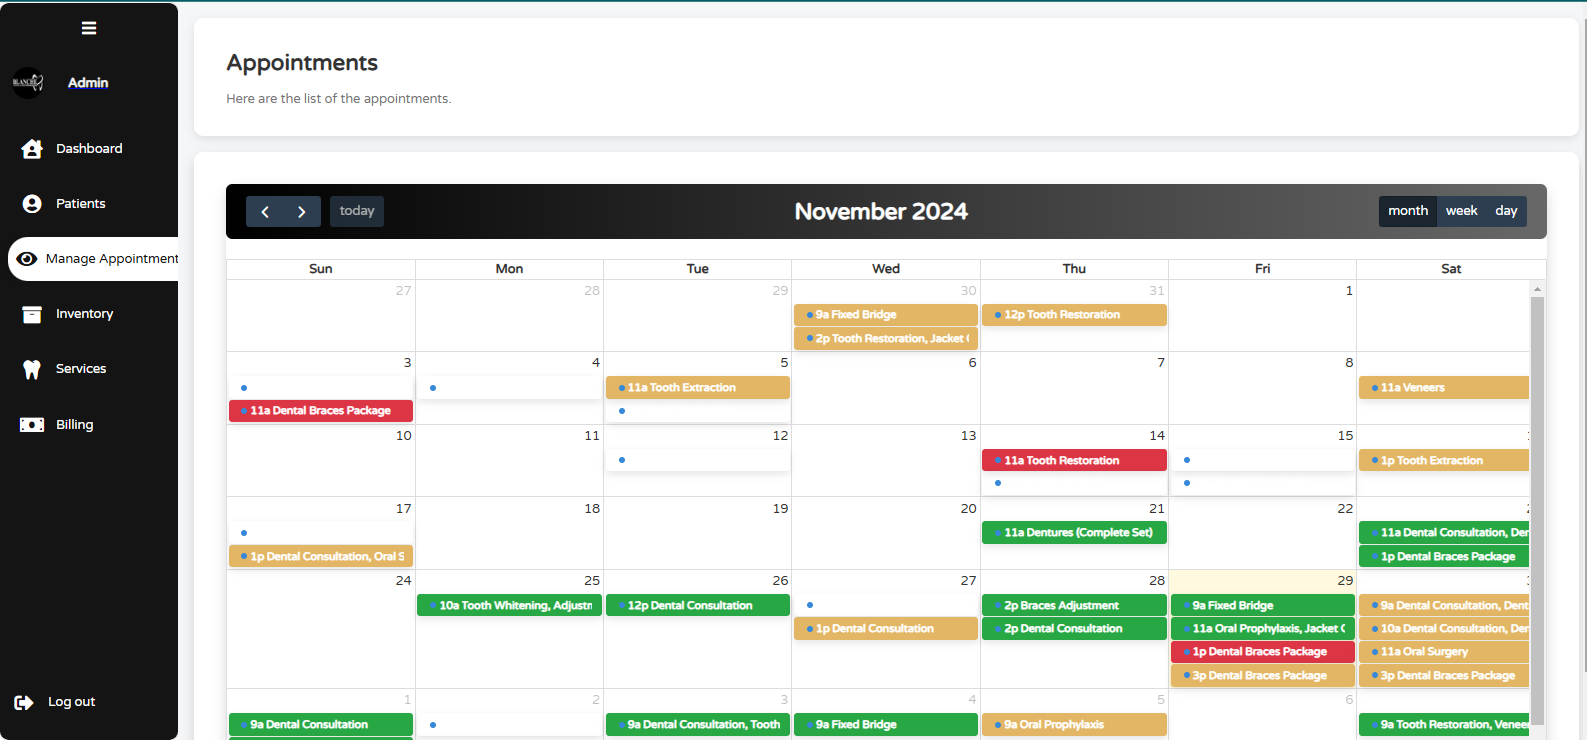 Admin
Dashboard
Patients
Manage Appointment
Inventory
Services
Billing
Log out
Appointments
Here are the list of the appointments.
today
November 2024
month week day
Sun Mon Tue Wed Thu Fri Sat
27 28 29 30 31 1
9a Fixed Bridge 12p Tooth Restoration
2p Tooth Restoration, Jacket
3 4 5 6 7 8
11a Tooth Extraction 11a Veneers
11a Dental Braces Package
10 11 12 13 14 15
11a Tooth Restoration 1p Tooth Extraction
17 18 19 20 21 22
11a Dentures (Complete Set) 11a Dental Consultation, Der
1p Dental Consultation, Oral S 1p Dental Braces Package
24 25 26 27 28 29
10a Tooth Whitening, Adjustn 12p Dental Consultation 2p Braces Adjustment 9a Fixed Bridge 9a Dental Consultation, Dent
1p Dental Consultation 2p Dental Consultation 11a Oral Prophylaxis, Jacket 10a Dental Consultation, Der
1p Dental Braces Package 11a Oral Surgery
3p Dental Braces Package 3p Dental Braces Package
1 2 3 4 5 6
9a Dental Consultation 9a Dental Consultation, Tooth 9a Fixed Bridge 9a Oral Prophylaxis 9a Tooth Restoration, Veneer